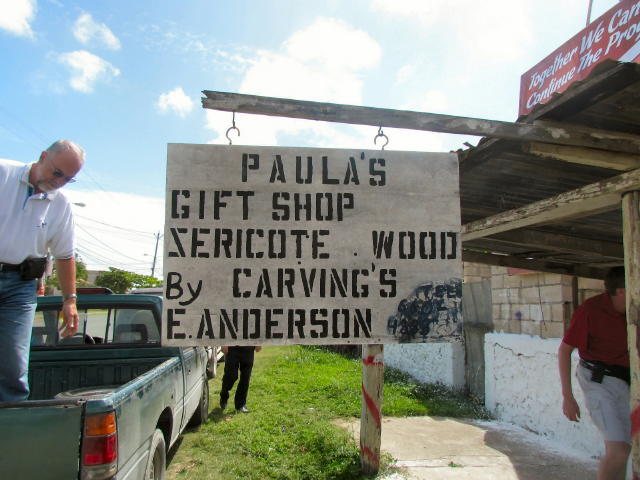 Together We Can
Continue The Pro
PAULA'S
GIFT SHOP
SERICOTE . WOOD
By CARVING'S
E.ANDERSON